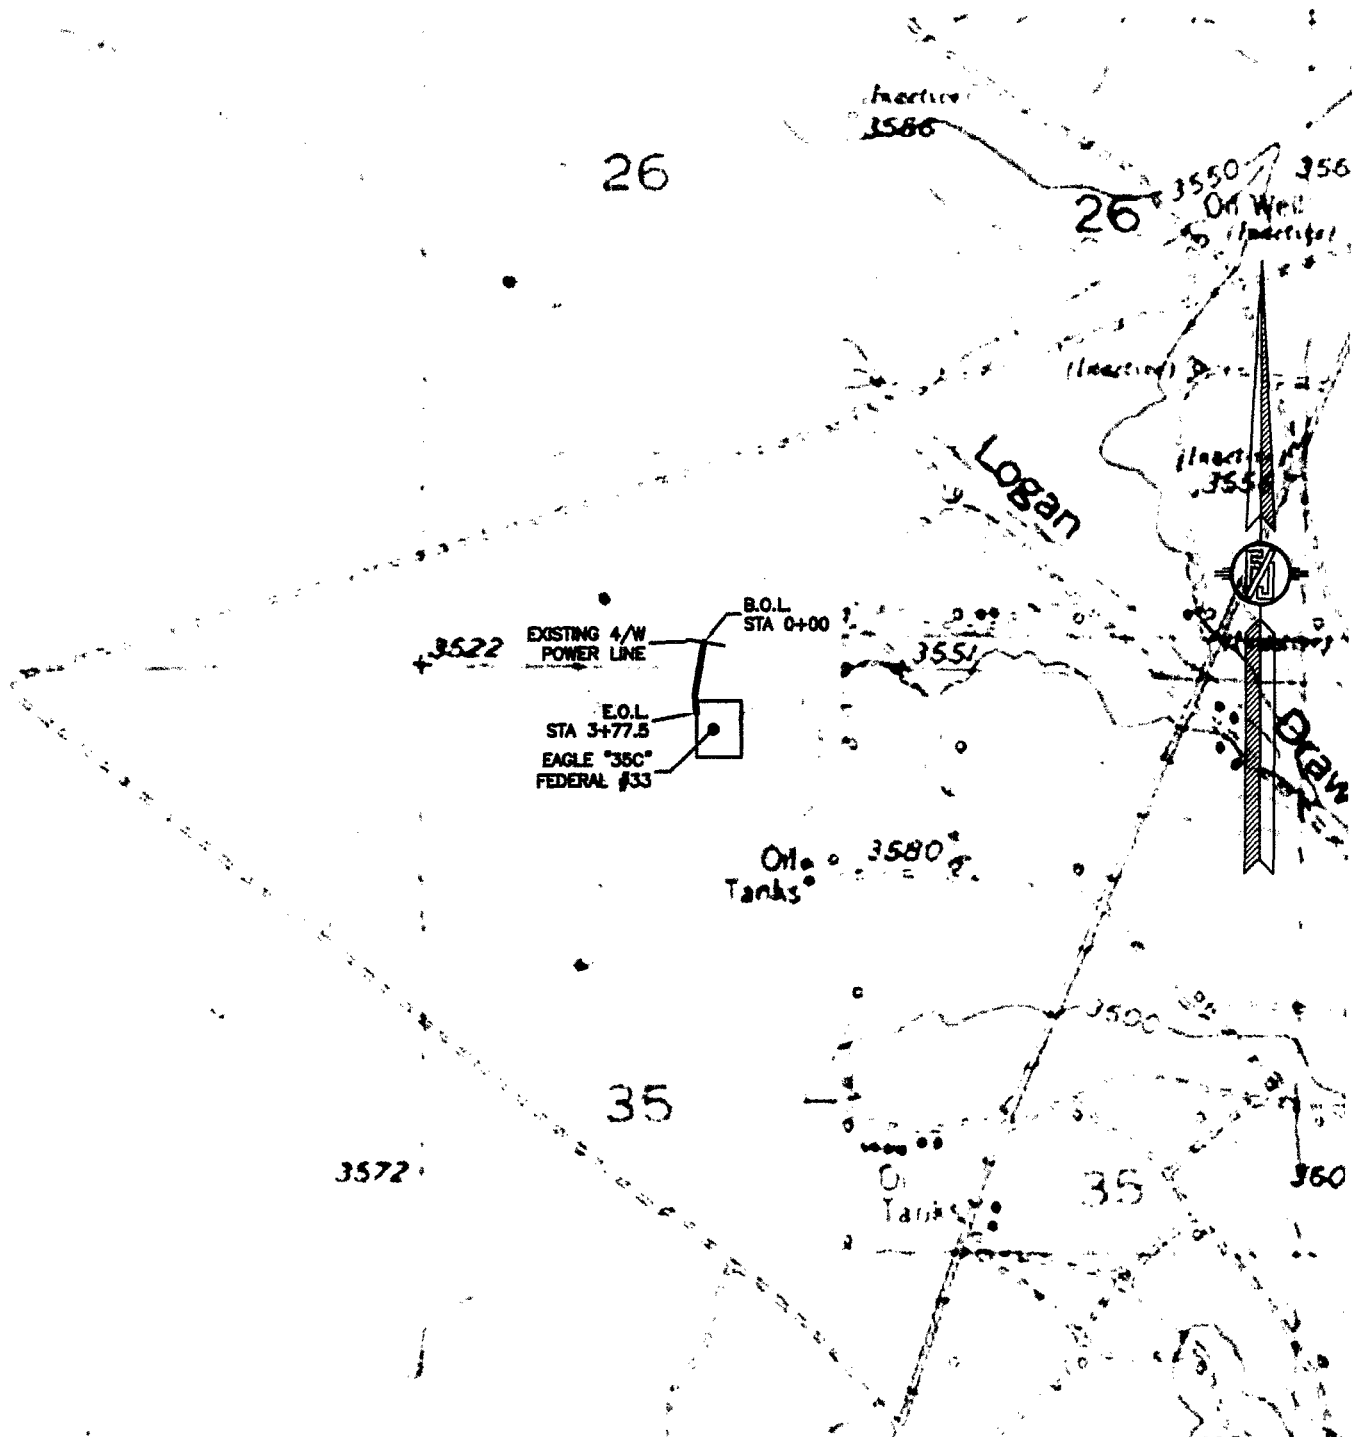 (Inactive)
3586
26
3550
356
26
Oil Well
(Inactive)
(Inactive)
Logan
(Inactive)
355
B.O.L.
STA 0+00
EXISTING 4/W
POWER LINE
3522
3551
E.O.L.
STA 3+77.5
EAGLE "35C"
FEDERAL #33
Draw
Oil
Tanks
3580
3500
35
3572
Tanks
35
360